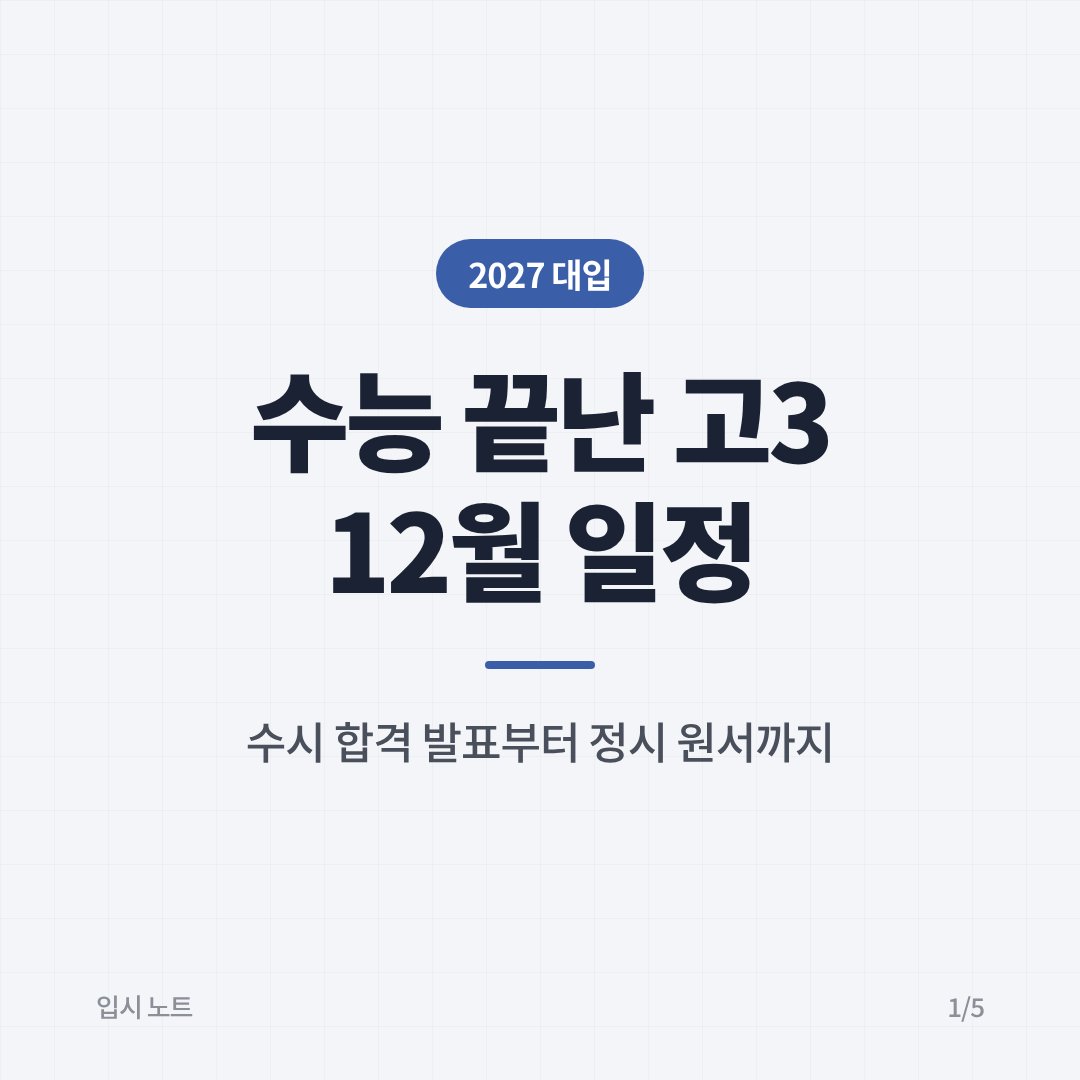 2027 대입
수능 끝난 고3
12월 일정
수시 합격 발표부터 정시 원서까지
입시 노트
1/5